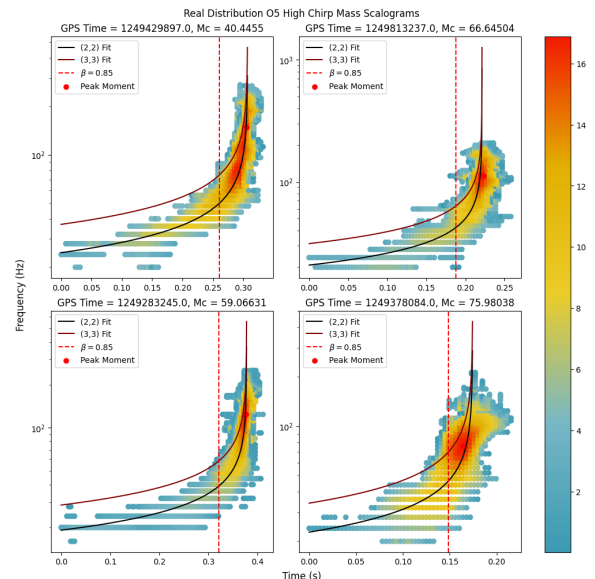 Real Distribution O5 High Chirp Mass Scalograms
GPS Time = 1249429897.0, Mc = 40.4455
(2,2) Fit
(3,3) Fit
β = 0.85
Peak Moment
10²
0.00 0.05 0.10 0.15 0.20 0.25 0.30
GPS Time = 1249813237.0, Mc = 66.64504
(2,2) Fit
(3,3) Fit
β = 0.85
Peak Moment
10³
10²
0.00 0.05 0.10 0.15 0.20 0.25
GPS Time = 1249283245.0, Mc = 59.06631
(2,2) Fit
(3,3) Fit
β = 0.85
Peak Moment
10²
0.0 0.1 0.2 0.3 0.4
GPS Time = 1249378084.0, Mc = 75.98038
(2,2) Fit
(3,3) Fit
β = 0.85
Peak Moment
10²
0.00 0.05 0.10 0.15 0.20
Frequency (Hz)
Time (s)
16
14
12
10
8
6
4
2